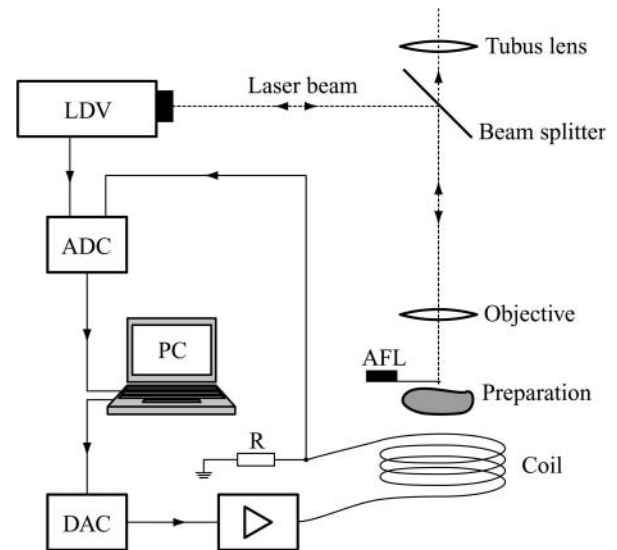 Tubus lens
Laser beam
LDV
Beam splitter
ADC
Objective
PC
AFL
Preparation
R
Coil
DAC